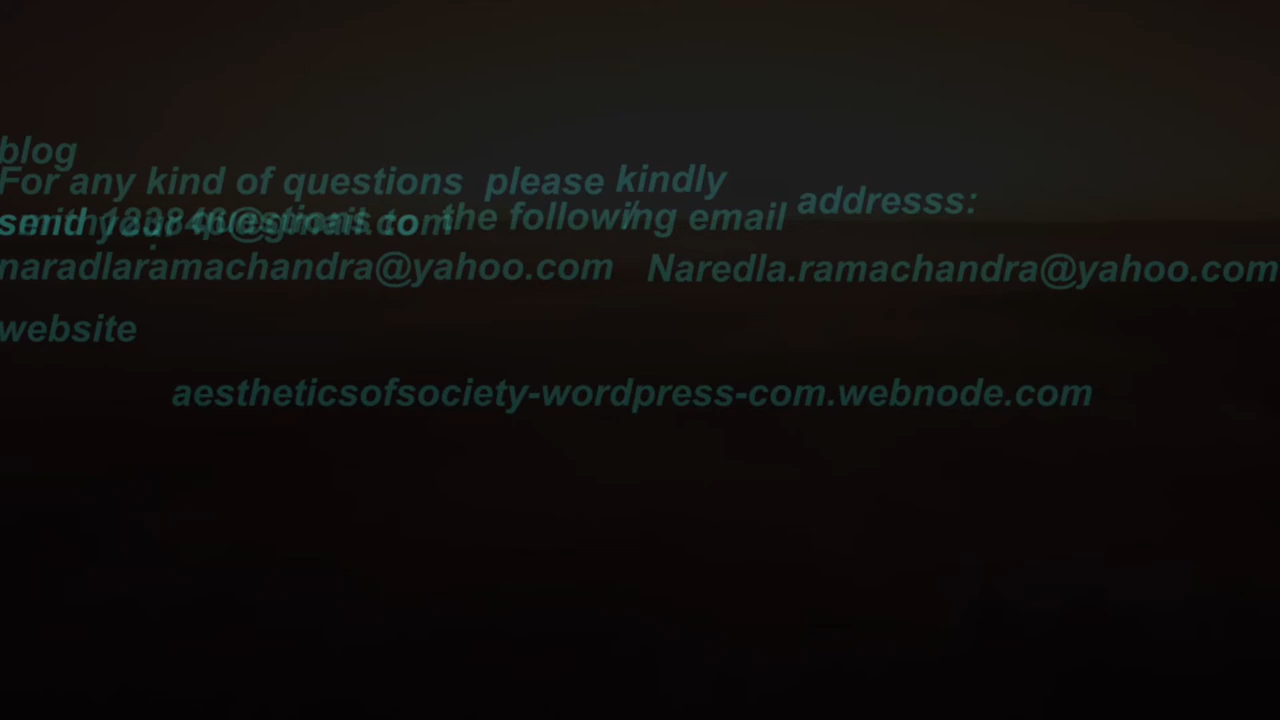 blog
For any kind of questions please kindly
send your questions to the following email addresss:
naradlaramachandra@yahoo.com Naredla.ramachandra@yahoo.com
website
aestheticsofsociety-wordpress-com.webnode.com